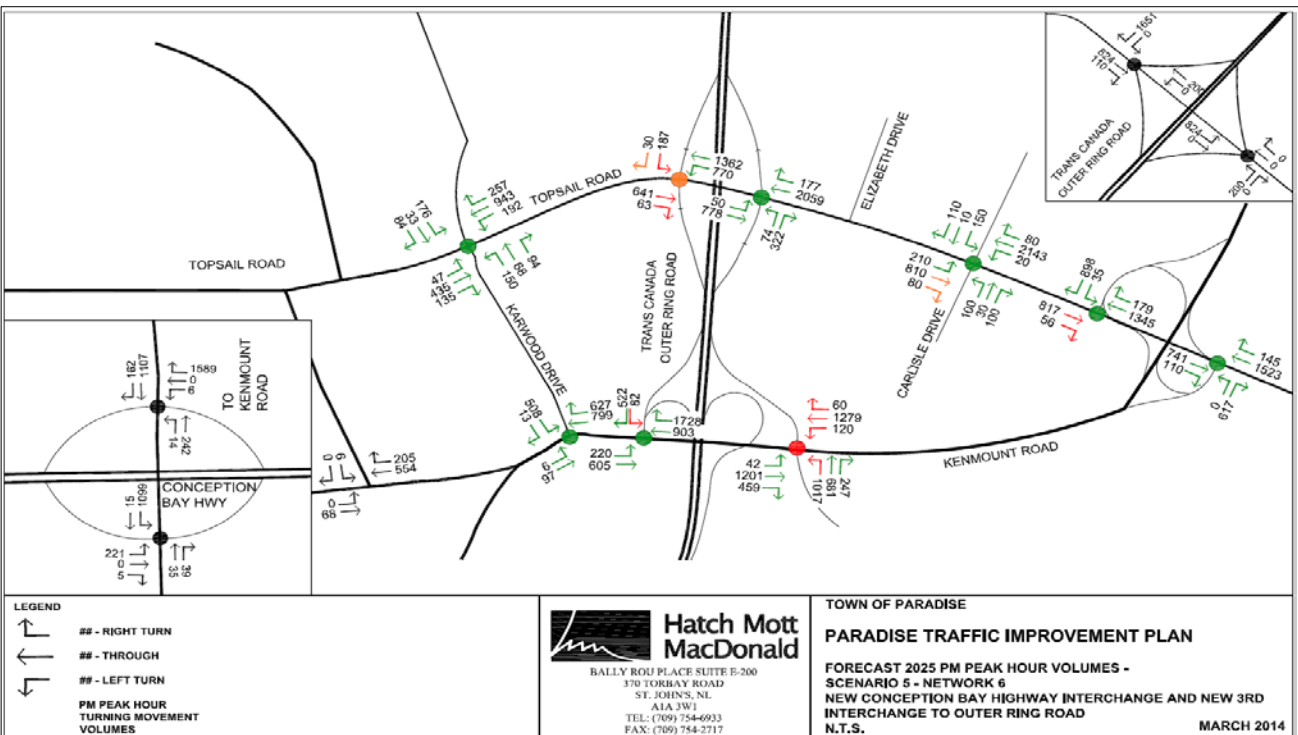 1651
0
824
110
200
0
824
0
0
0
200
0
TRANS CANADA
OUTER RING ROAD
30
187
1362
770
641
63
177
2059
50
778
74
322
ELIZABETH DRIVE
110
10
150
80
2143
20
210
810
80
100
30
100
CARLISLE DRIVE
898
35
179
1345
817
56
145
1523
741
110
0
617
257
943
192
TOPSAIL ROAD
176
33
84
47
435
135
150
68
94
TOPSAIL ROAD
KARWOOD DRIVE
TRANS CANADA
OUTER RING ROAD
508
13
627
799
6
97
522
82
1728
903
220
605
60
1279
120
42
1201
459
1017
681
247
KENMOUNT ROAD
162
1107
1589
0
6
TO
KENMOUNT
ROAD
14
242
CONCEPTION
BAY HWY
15
1099
221
0
5
35
39
0
6
205
554
0
68
LEGEND
## - RIGHT TURN
## - THROUGH
## - LEFT TURN
PM PEAK HOUR
TURNING MOVEMENT
VOLUMES
Hatch Mott
MacDonald
BALLY ROU PLACE SUITE E-200
370 TORBAY ROAD
ST. JOHN'S, NL
A1A 3W1
TEL: (709) 754-6933
FAX: (709) 754-2717
TOWN OF PARADISE
PARADISE TRAFFIC IMPROVEMENT PLAN
FORECAST 2025 PM PEAK HOUR VOLUMES -
SCENARIO 5 - NETWORK 6
NEW CONCEPTION BAY HIGHWAY INTERCHANGE AND NEW 3RD
INTERCHANGE TO OUTER RING ROAD
N.T.S.
MARCH 2014